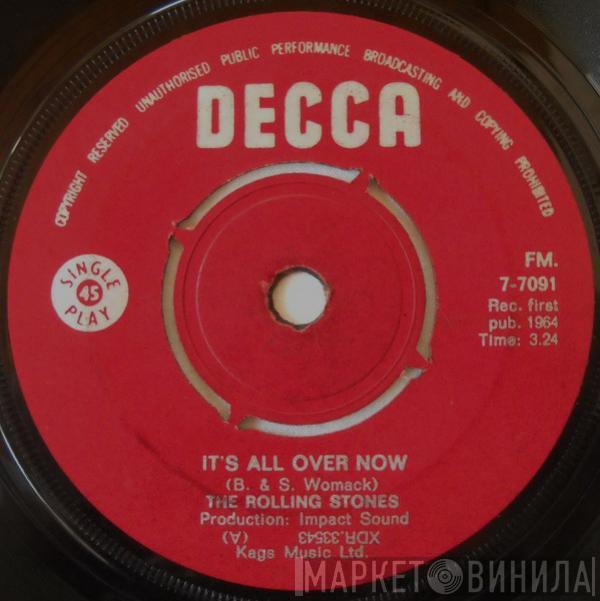 COPYRIGHT RESERVED UNAUTHORISED PUBLIC PERFORMANCE BROADCASTING AND COPYING PROHIBITED
DECCA
SINGLE
45
PLAY
FM.
7-7091
Rec. first
pub. 1964
Time: 3.24
IT'S ALL OVER NOW
(B. & S. Womack)
THE ROLLING STONES
Production: Impact Sound
XDR.33543 (A)
Kags Music Ltd.
МАРКЕТ ВИНИЛА